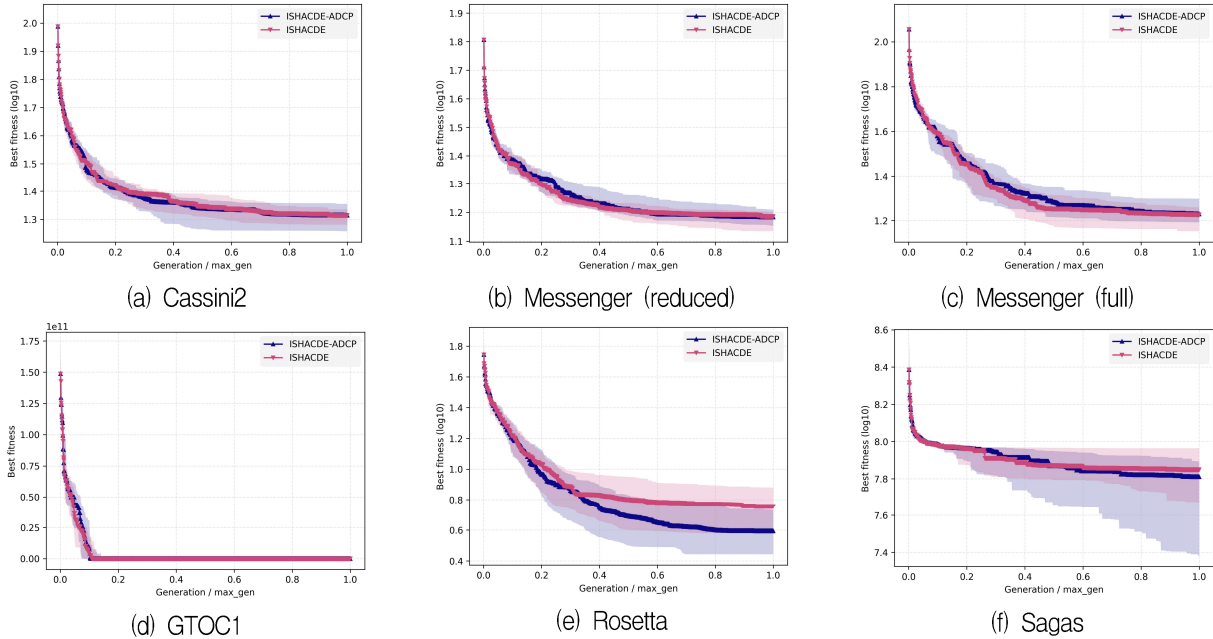 2.0
1.9
1.8
1.7
1.6
1.5
1.4
1.3
Best fitness (log10)
ISHACDE-ADCP
ISHACDE
0.0 0.2 0.4 0.6 0.8 1.0
Generation / max_gen
(a) Cassini2
1.9
1.8
1.7
1.6
1.5
1.4
1.3
1.2
1.1
Best fitness (log10)
ISHACDE-ADCP
ISHACDE
0.0 0.2 0.4 0.6 0.8 1.0
Generation / max_gen
(b) Messenger (reduced)
2.0
1.8
1.6
1.4
1.2
Best fitness (log10)
ISHACDE-ADCP
ISHACDE
0.0 0.2 0.4 0.6 0.8 1.0
Generation / max_gen
(c) Messenger (full)
1e11
1.75
1.50
1.25
1.00
0.75
0.50
0.25
0.00
Best fitness
ISHACDE-ADCP
ISHACDE
0.0 0.2 0.4 0.6 0.8 1.0
Generation / max_gen
(d) GTOC1
1.8
1.6
1.4
1.2
1.0
0.8
0.6
0.4
Best fitness (log10)
ISHACDE-ADCP
ISHACDE
0.0 0.2 0.4 0.6 0.8 1.0
Generation / max_gen
(e) Rosetta
8.6
8.4
8.2
8.0
7.8
7.6
7.4
Best fitness (log10)
ISHACDE-ADCP
ISHACDE
0.0 0.2 0.4 0.6 0.8 1.0
Generation / max_gen
(f) Sagas